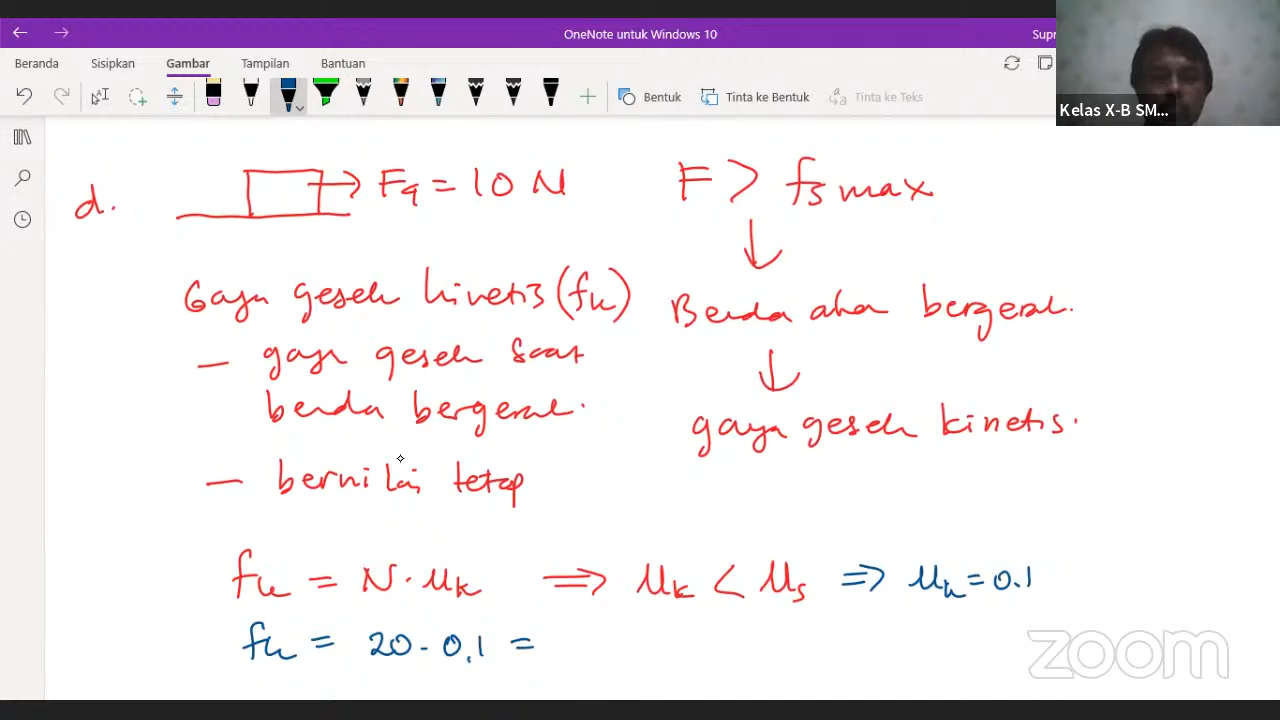 OneNote untuk Windows 10
Supr
Beranda Sisipkan Gambar Tampilan Bantuan
Bentuk Tinta ke Bentuk Tinta ke Teks
Kelas X-B SM...
d.
F4 = 10 N
F > fs max
Gaya gesek kinetis (fk)
Benda akan bergerak.
- gaya gesek saat
benda bergerak.
gaya gesek kinetis.
- bernilai tetap
fk = N · μk ⇒ μk < μs ⇒ μk = 0.1
fk = 20 . 0,1 =
zoom